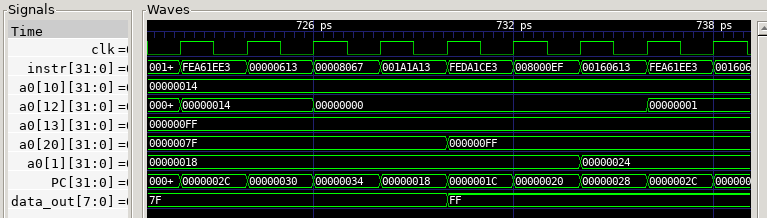 Signals Waves
Time 726 ps 732 ps 738 ps
clk =
instr[31:0] = 001+ FEA61EE3 00000613 00008067 001A1A13 FEDA1CE3 008000EF 00160613 FEA61EE3 001606
a0[10][31:0] = 00000014
a0[12][31:0] = 000+ 00000014 00000000 00000001
a0[13][31:0] = 000000FF
a0[20][31:0] = 0000007F 000000FF
a0[1][31:0] = 00000018 00000024
PC[31:0] = 000+ 0000002C 00000030 00000034 00000018 0000001C 00000020 00000028 0000002C 00000
data_out[7:0] = 7F FF